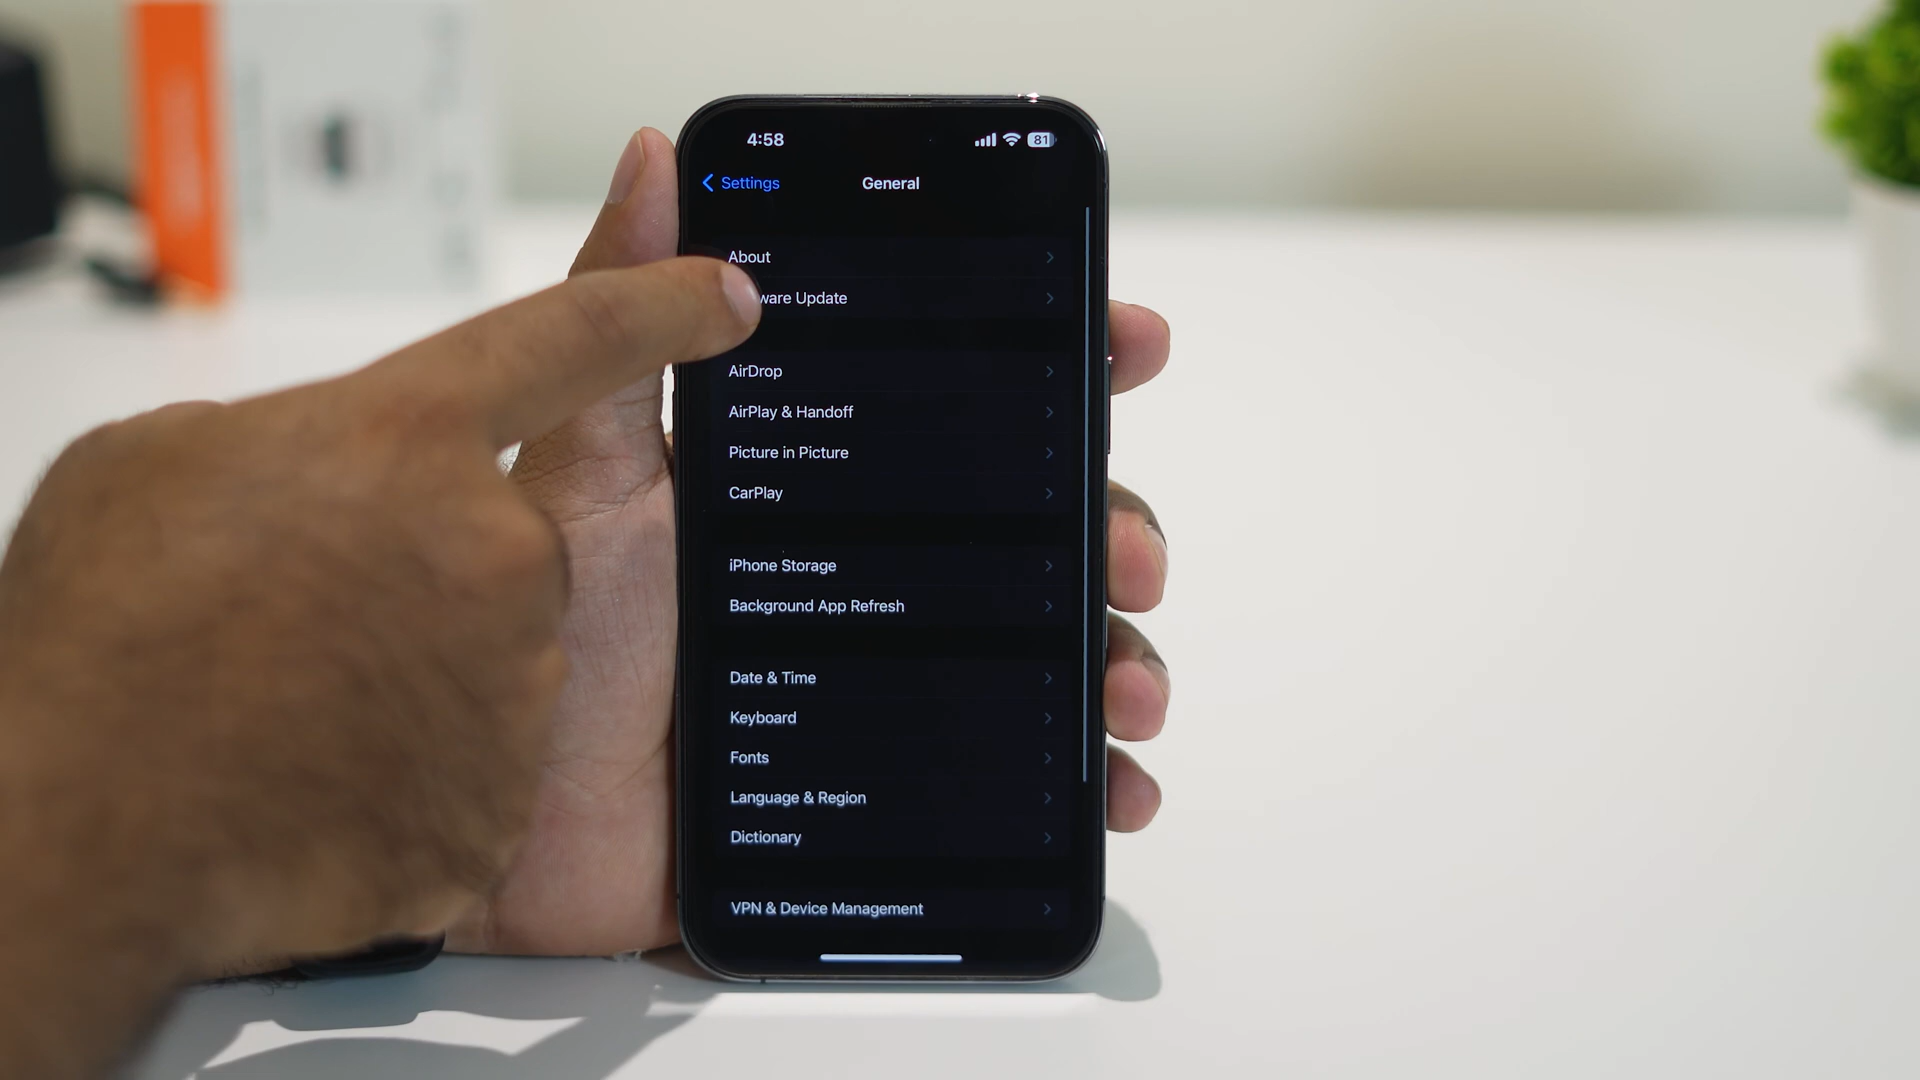 4:58
81
Settings
General
About
ware Update
AirDrop
AirPlay & Handoff
Picture in Picture
CarPlay
iPhone Storage
Background App Refresh
Date & Time
Keyboard
Fonts
Language & Region
Dictionary
VPN & Device Management